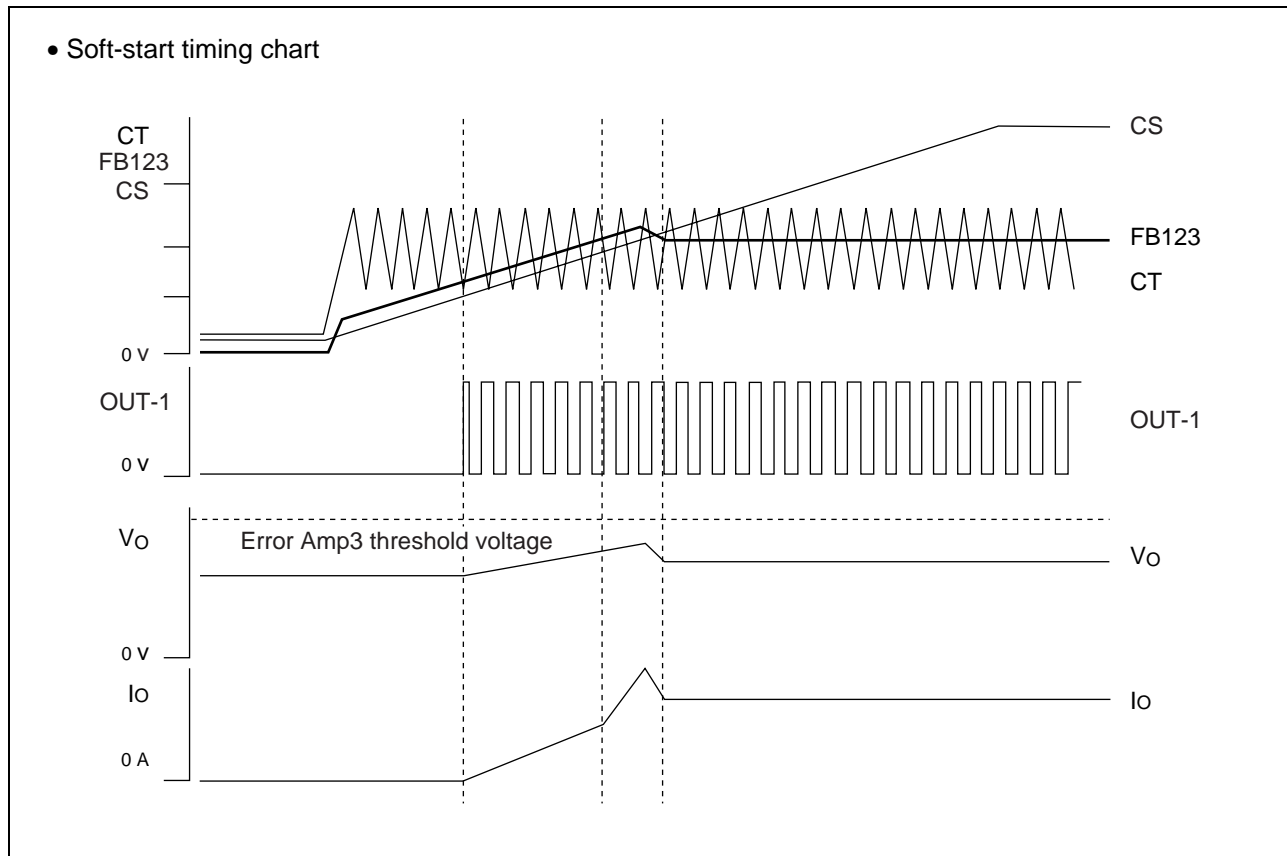 • Soft-start timing chart
CT
FB123
CS
0 V
CS
FB123
CT
OUT-1
0 V
OUT-1
VO
Error Amp3 threshold voltage
0 V
VO
IO
0 A
IO